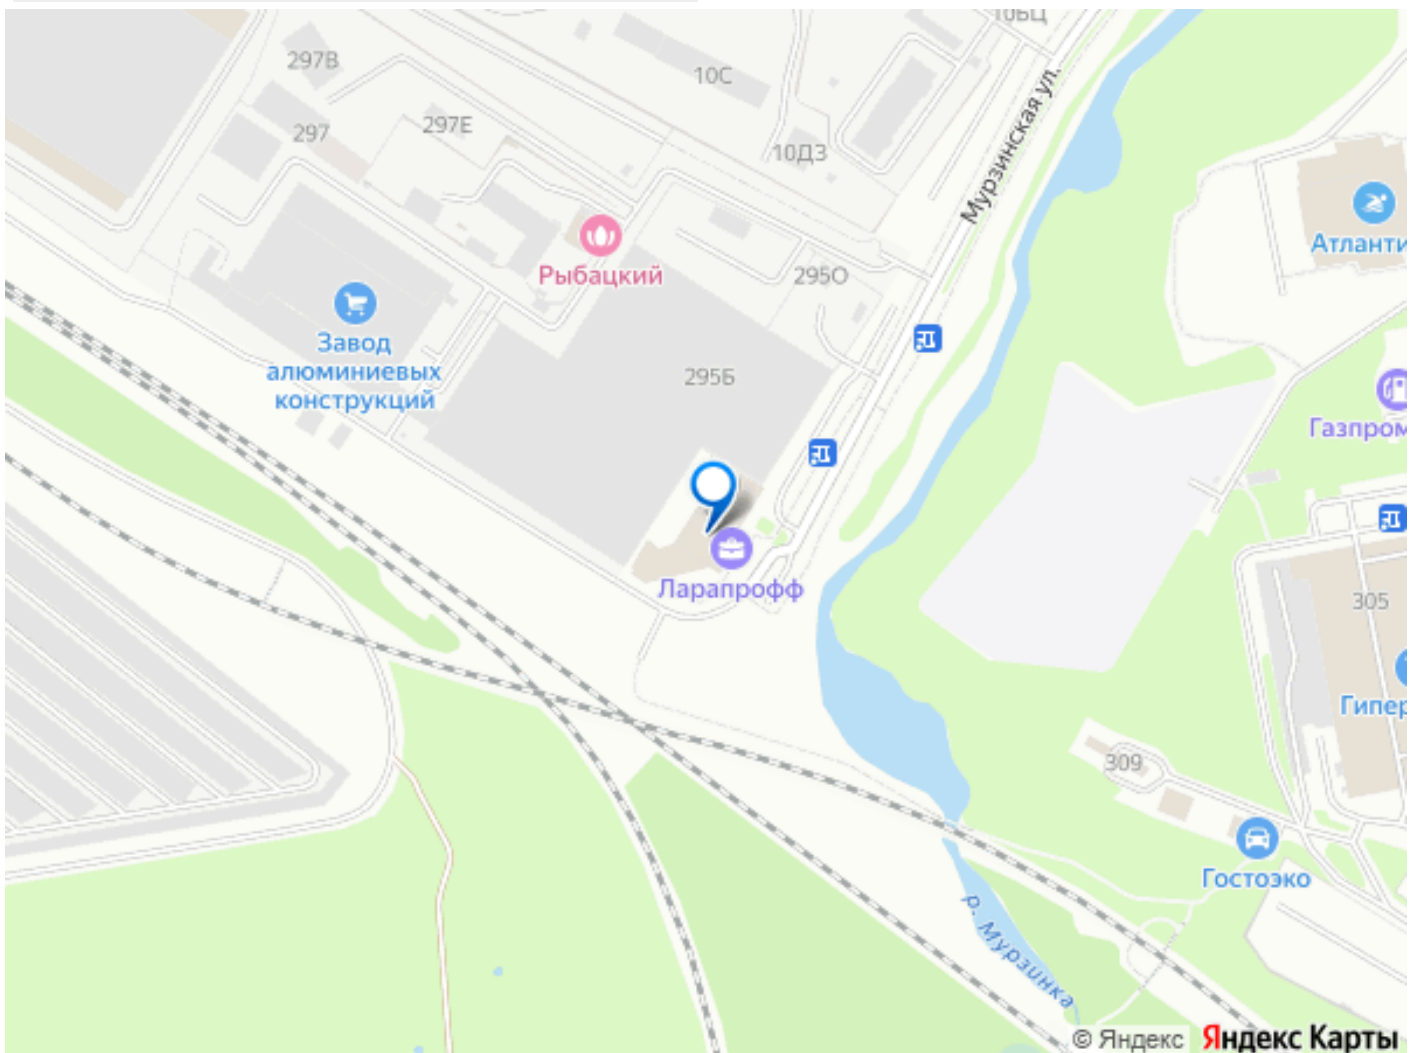 10БЦ
297В
10С
297Е
297
10Д3
Мурзинская ул.
Рыбацкий
295О
Атланти
Завод
алюминиевых
конструкций
295Б
Газпром
Ларапрофф
305
Гипер
309
Гостоэко
р. Мурзинка
© Яндекс Яндекс Карты